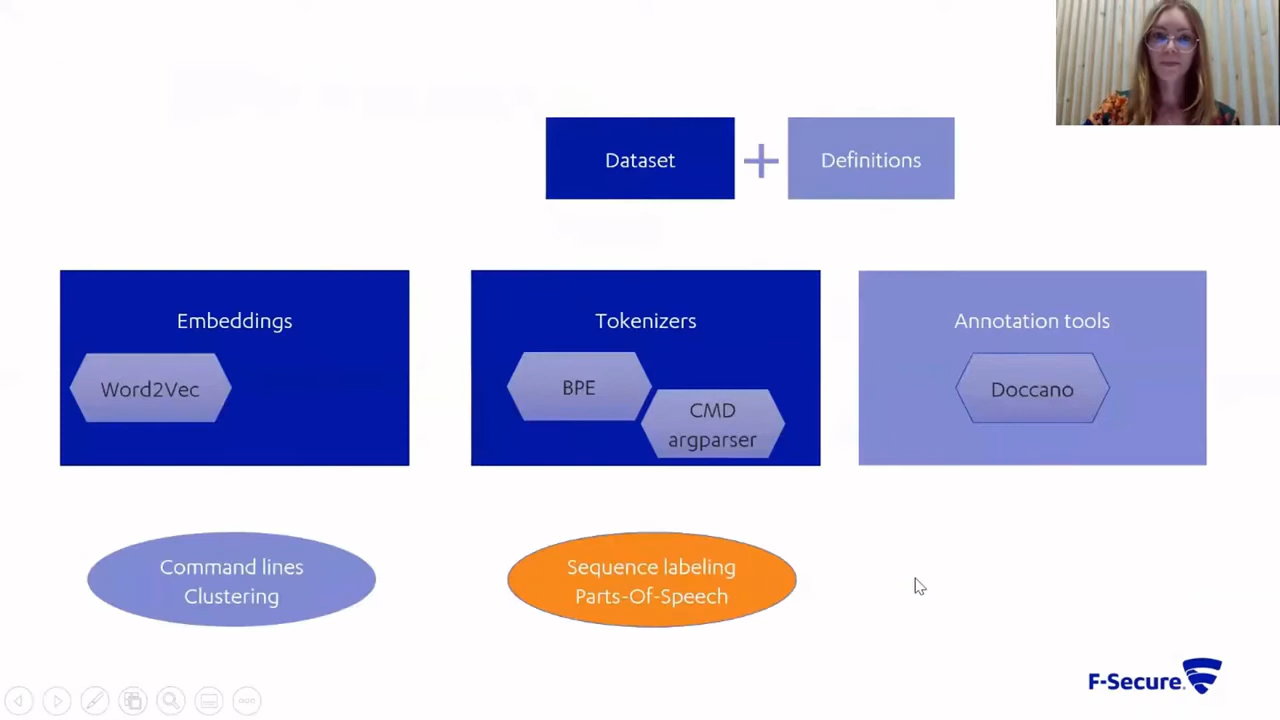 Dataset
Definitions
Embeddings
Word2Vec
Tokenizers
BPE
CMD
argparser
Annotation tools
Doccano
Command lines
Clustering
Sequence labeling
Parts-Of-Speech
F-Secure.